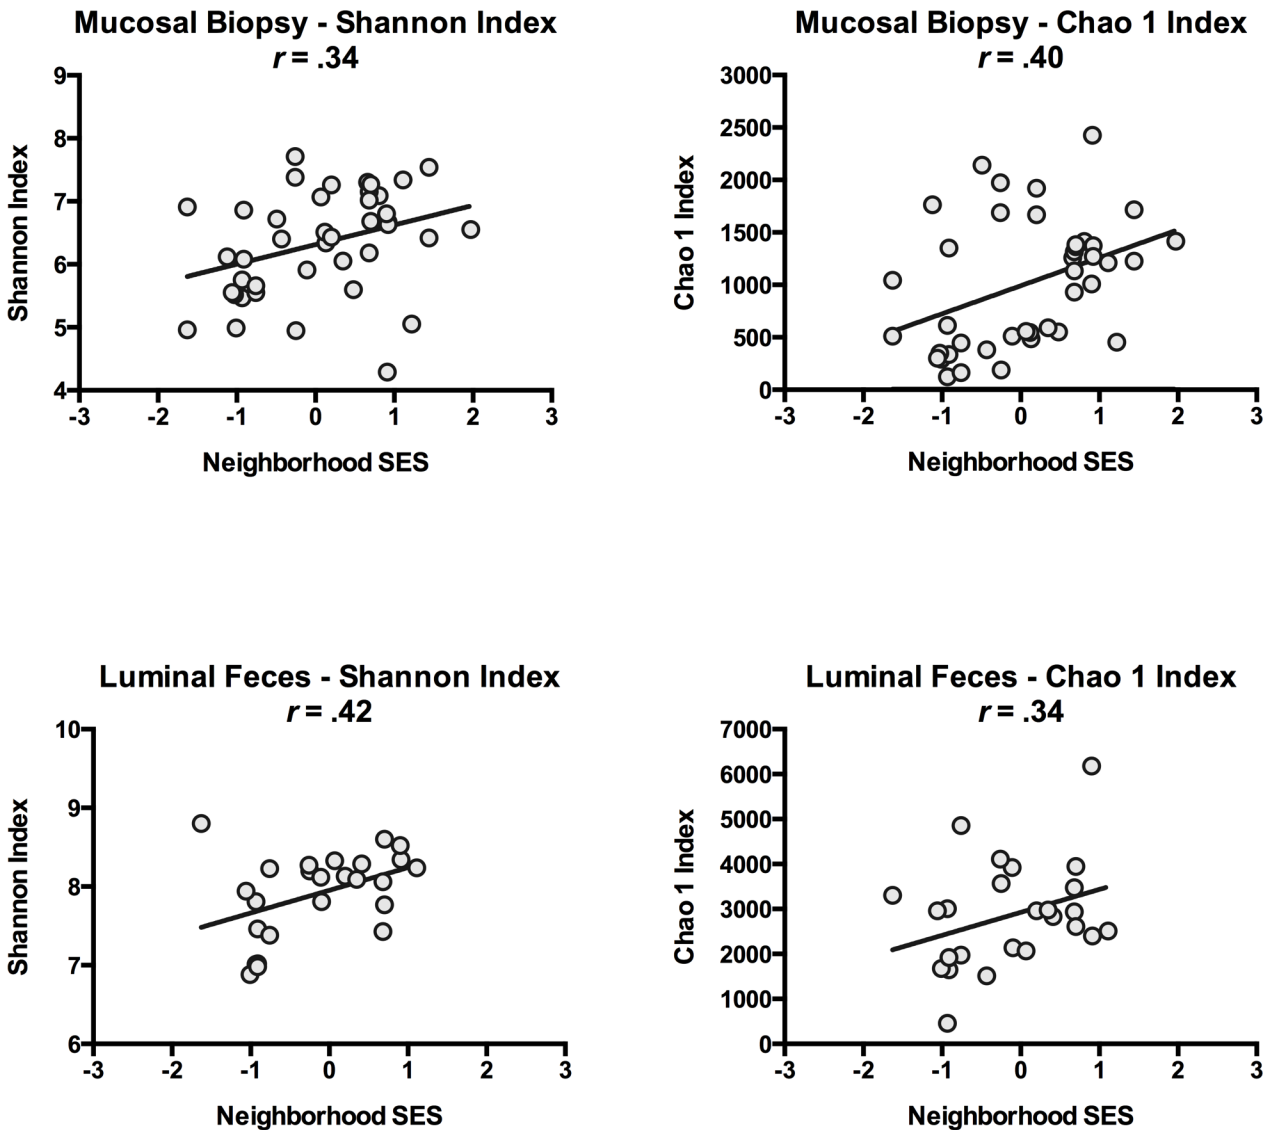 Mucosal Biopsy - Shannon Index
r = .34
9
8
7
6
5
4
Shannon Index
-3 -2 -1 0 1 2 3
Neighborhood SES
Mucosal Biopsy - Chao 1 Index
r = .40
3000
2500
2000
1500
1000
500
0
Chao 1 Index
-3 -2 -1 0 1 2 3
Neighborhood SES
Luminal Feces - Shannon Index
r = .42
10
9
8
7
6
Shannon Index
-3 -2 -1 0 1 2 3
Neighborhood SES
Luminal Feces - Chao 1 Index
r = .34
7000
6000
5000
4000
3000
2000
1000
0
Chao 1 Index
-3 -2 -1 0 1 2 3
Neighborhood SES